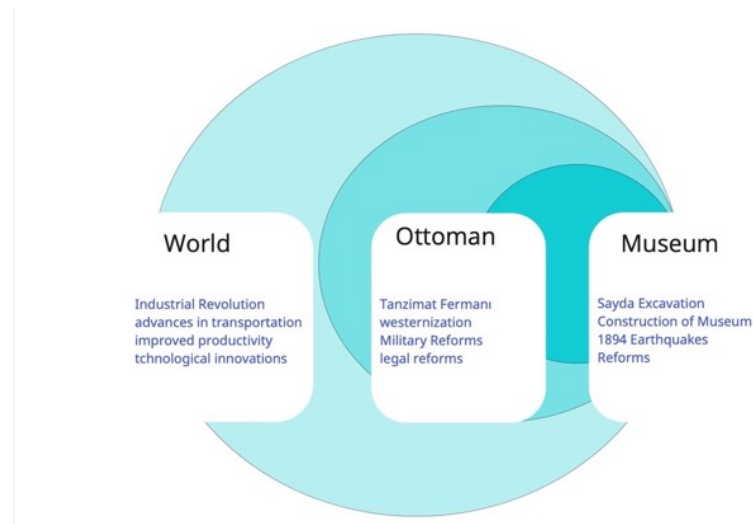 World
Industrial Revolution
advances in transportation
improved productivity
tchnological innovations
Ottoman
Tanzimat Fermanı
westernization
Military Reforms
legal reforms
Museum
Sayda Excavation
Construction of Museum
1894 Earthquakes
Reforms